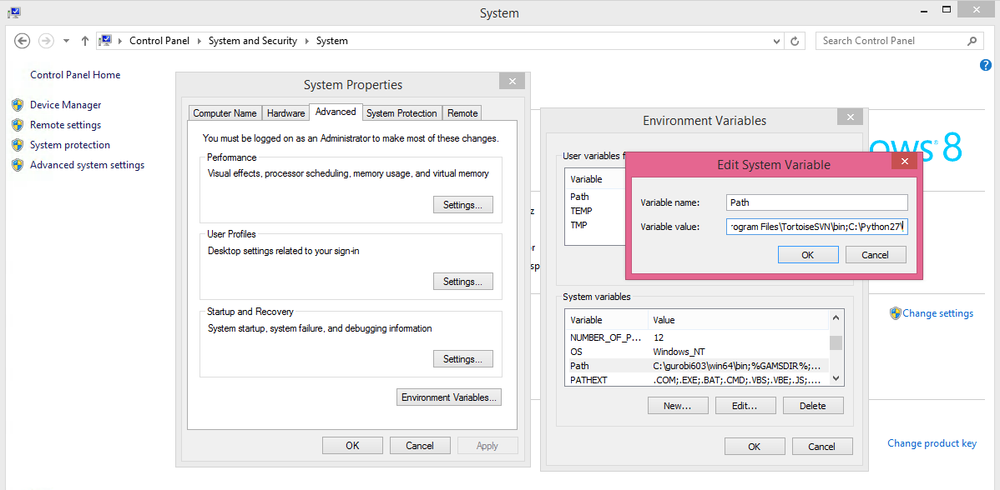 System
Control Panel System and Security System
Search Control Panel
Control Panel Home
Device Manager
Remote settings
System protection
Advanced system settings
System Properties
Computer Name Hardware Advanced System Protection Remote
You must be logged on as an Administrator to make most of these changes.
Performance
Visual effects, processor scheduling, memory usage, and virtual memory
Settings...
User Profiles
Desktop settings related to your sign-in
Settings...
Startup and Recovery
System startup, system failure, and debugging information
Settings...
Environment Variables...
OK Cancel Apply
Environment Variables
User variables f
Variable
Path
TEMP
TMP
Edit System Variable
Variable name: Path
Variable value: rogram Files\TortoiseSVN\bin;C:\Python27\
OK Cancel
System variables
Variable Value
NUMBER_OF_P... 12
OS Windows_NT
Path C:\gurobi603\win64\bin;%GAMSDIR%;...
PATHEXT .COM;.EXE;.BAT;.CMD;.VBS;.VBE;.JS;....
New... Edit... Delete
OK Cancel
ows 8
z
r
sp
Change settings
Change product key